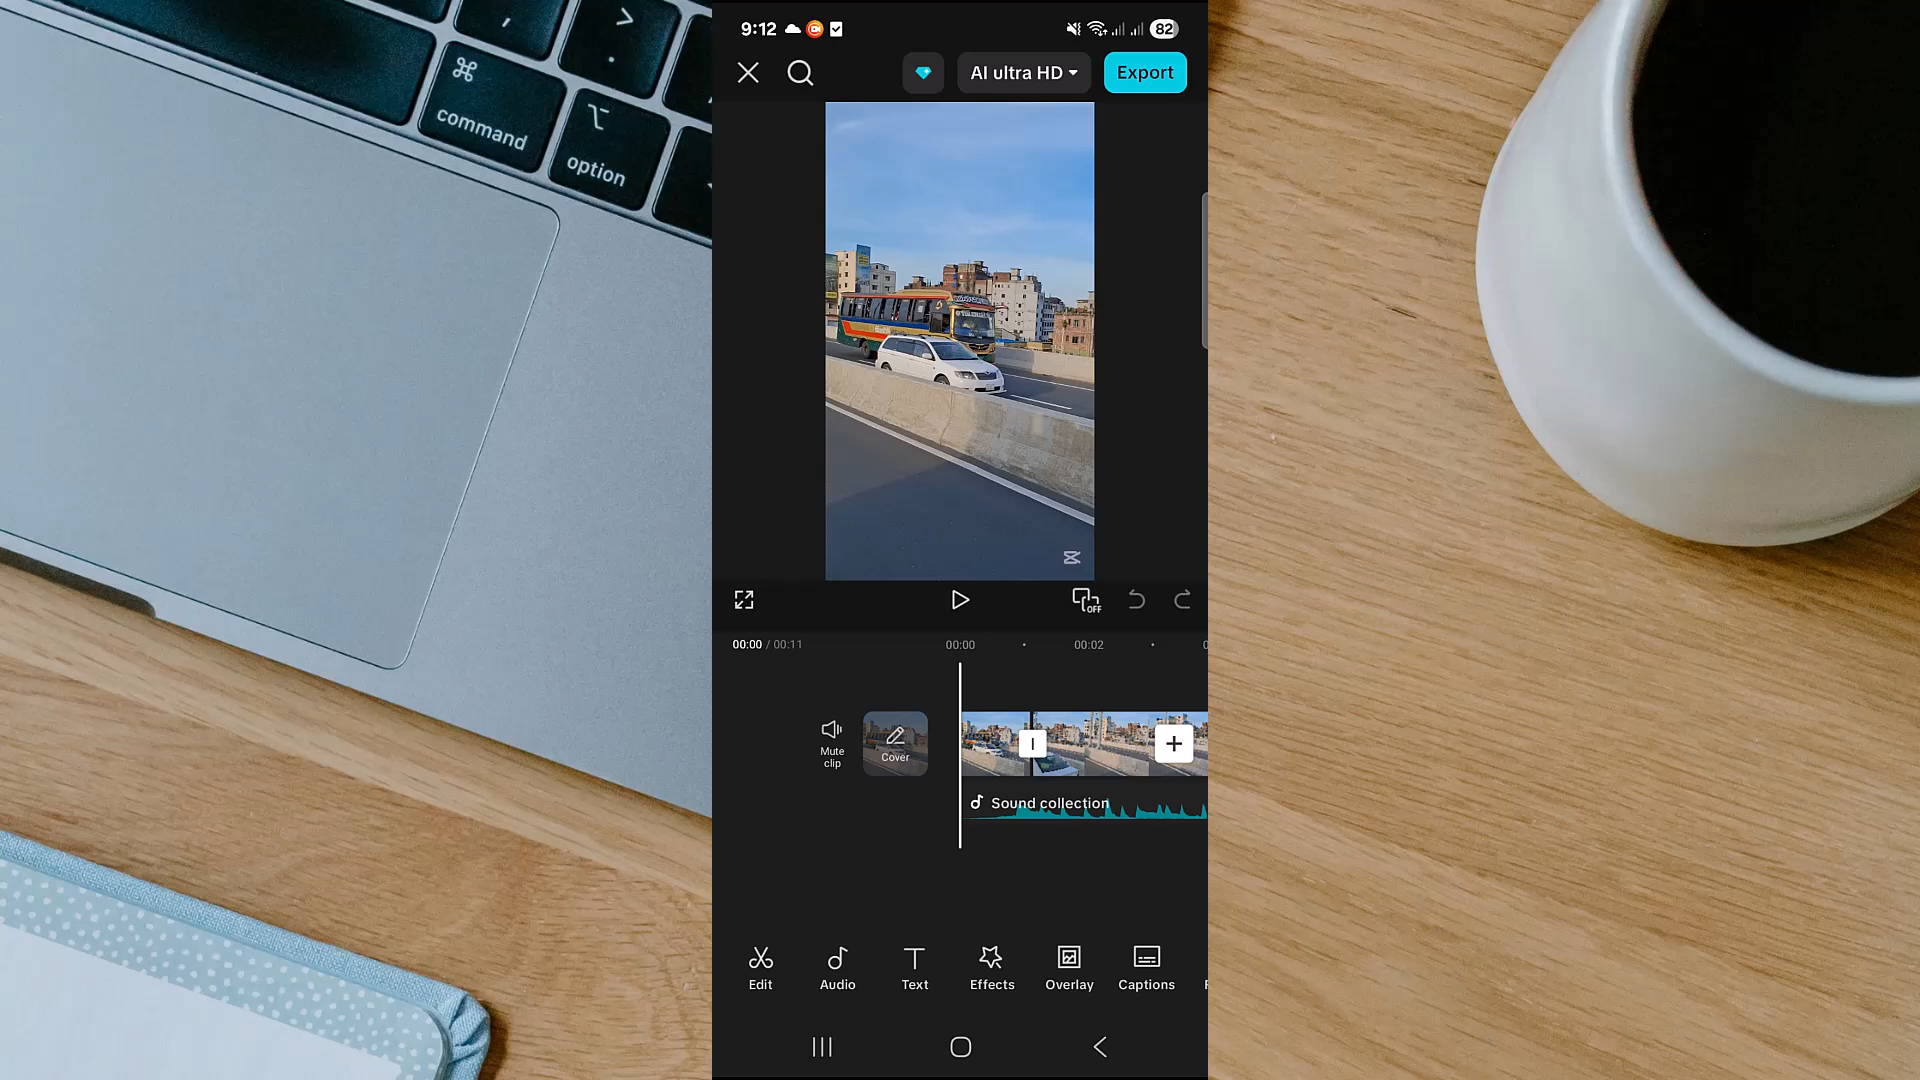 ,
>
.
⌘
command
⌥
option
9:12
82
AI ultra HD
Export
OFF
00:00 / 00:11
00:00
00:02
Mute
clip
Cover
Sound collection
Edit
Audio
Text
Effects
Overlay
Captions